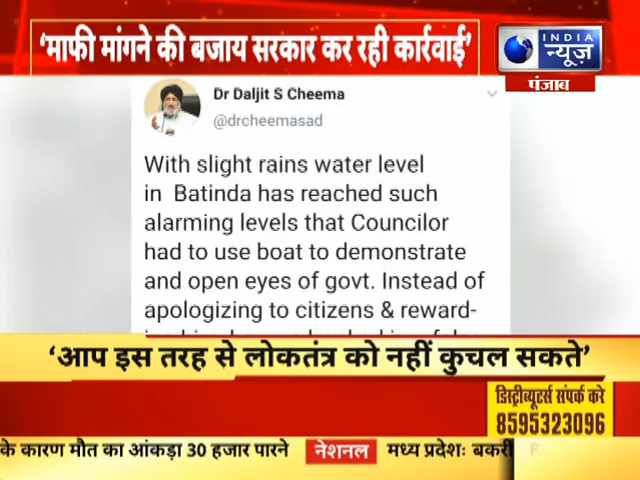 ‘माफी मांगने की बजाय सरकार कर रही कार्रवाई’
INDIA
न्यूज़
पंजाब
Dr Daljit S Cheema
@drcheemasad
With slight rains water level
in Batinda has reached such
alarming levels that Councilor
had to use boat to demonstrate
and open eyes of govt. Instead of
apologizing to citizens & reward-
‘आप इस तरह से लोकतंत्र को नहीं कुचल सकते’
डिस्ट्रीब्यूटर्स संपर्क करे
8595323096
के कारण मौत का आंकड़ा 30 हजार पारने नेशनल मध्य प्रदेशः बकरी